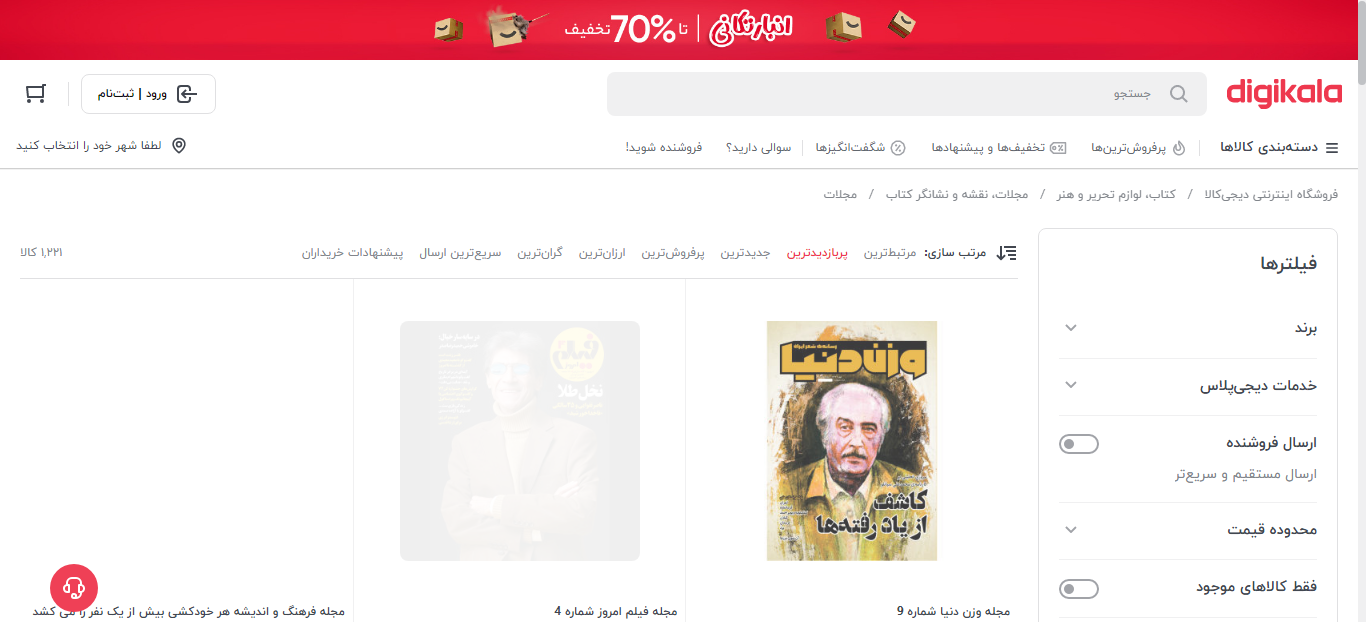 انبارتکانی | تا 70% تخفیف
digikala
جستجو
ورود | ثبت‌نام
دسته‌بندی کالاها
پرفروش‌ترین‌ها
تخفیف‌ها و پیشنهادها
شگفت‌انگیزها
سوالی دارید؟
فروشنده شوید!
لطفا شهر خود را انتخاب کنید
فروشگاه اینترنتی دیجی‌کالا / کتاب، لوازم تحریر و هنر / مجلات، نقشه و نشانگر کتاب / مجلات
فیلترها
برند
خدمات دیجی‌پلاس
ارسال فروشنده
ارسال مستقیم و سریع‌تر
محدوده قیمت
فقط کالاهای موجود
مرتب سازی: مرتبط‌ترین پربازدیدترین جدیدترین پرفروش‌ترین ارزان‌ترین گران‌ترین سریع‌ترین ارسال پیشنهادات خریداران
۱,۲۲۱ کالا
وزن دنیا
کاشف
از یاد رفته‌ها
مجله وزن دنیا شماره 9
نخل طلا
مجله فیلم امروز شماره 4
مجله فرهنگ و اندیشه هر خودکشی بیش از یک نفر را می کشد